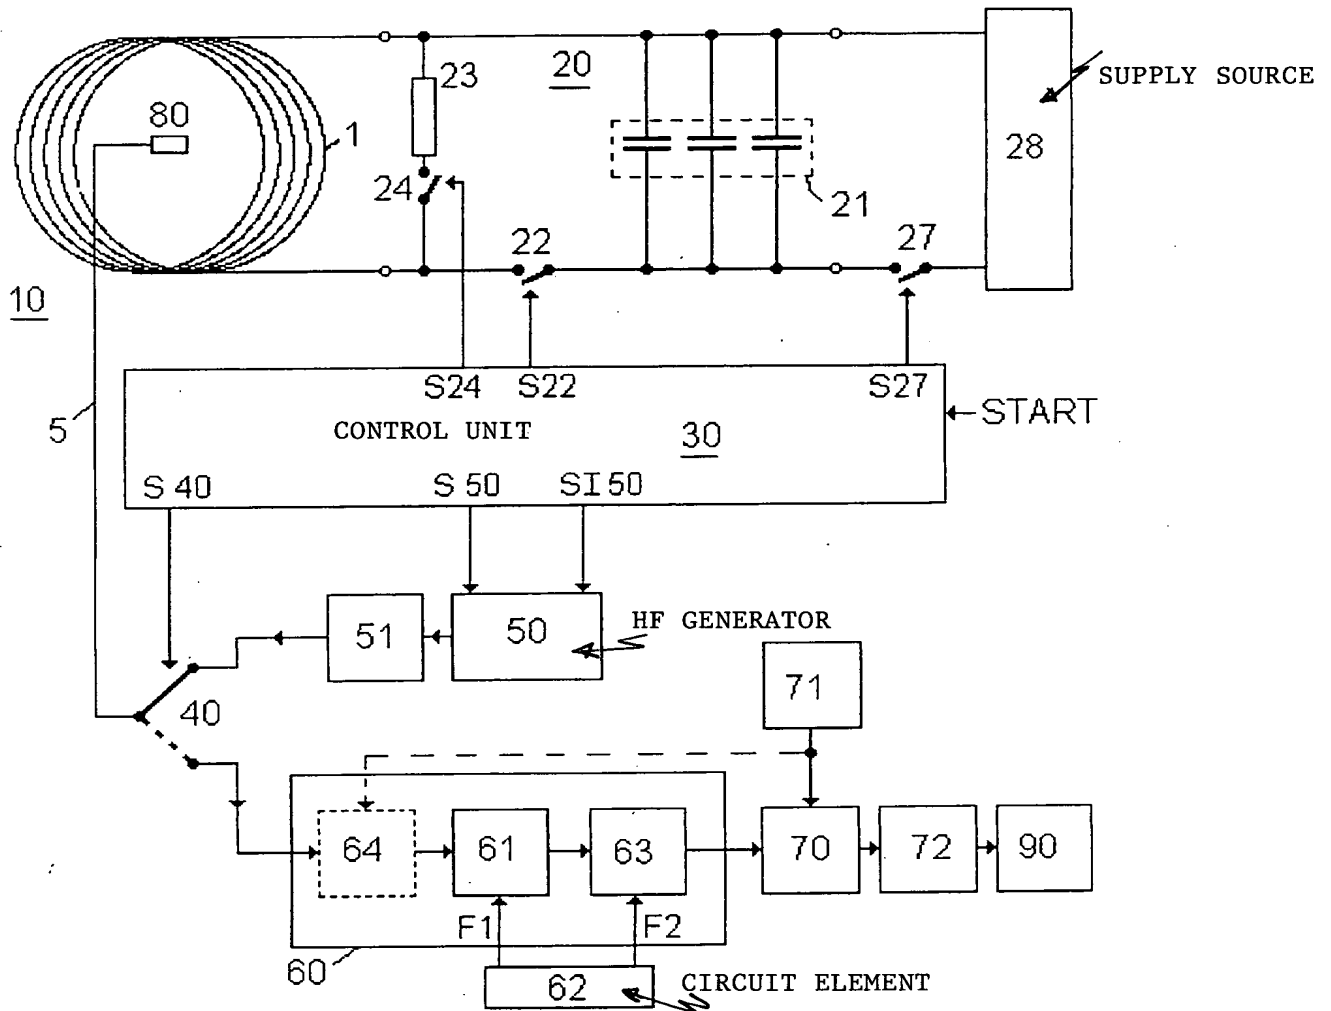 20
23
SUPPLY SOURCE
80
1
28
24
21
22
27
10
S24
S22
S27
START
5
CONTROL UNIT
30
S 40
S 50
SI 50
HF GENERATOR
51
50
71
40
64
61
63
70
72
90
F1
F2
60
62
CIRCUIT ELEMENT